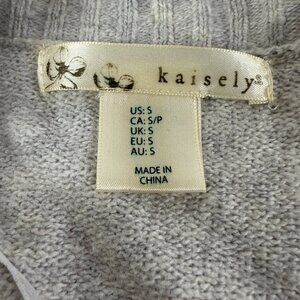 kaisely
US: S
CA: S/P
UK: S
EU: S
AU: S
MADE IN
CHINA